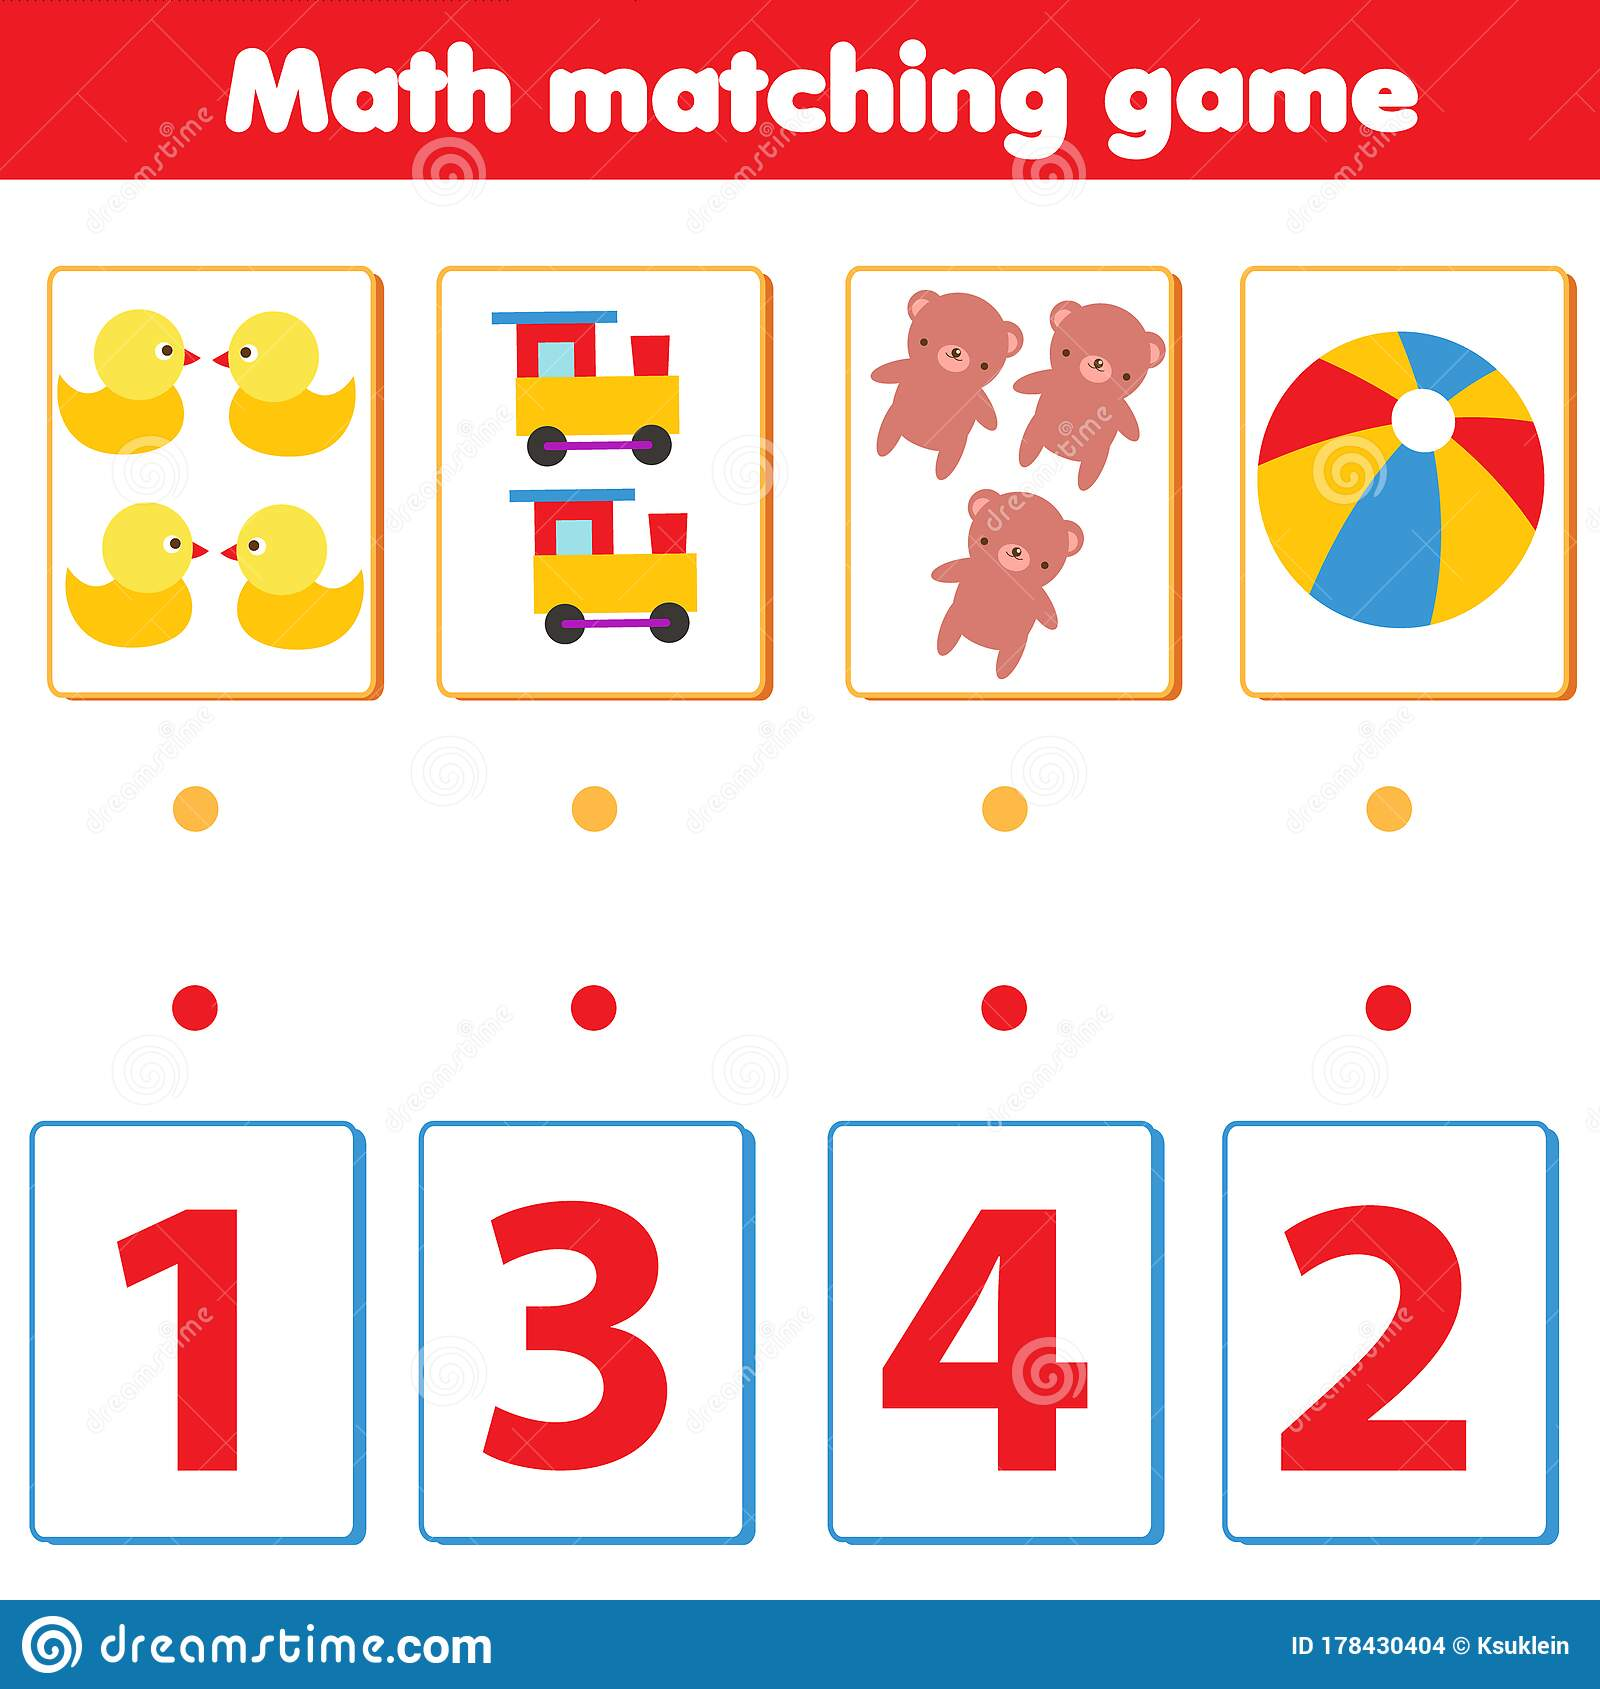 Math matching game
1 3 4 2
dreamstime.com
ID 178430404 © Ksuklein